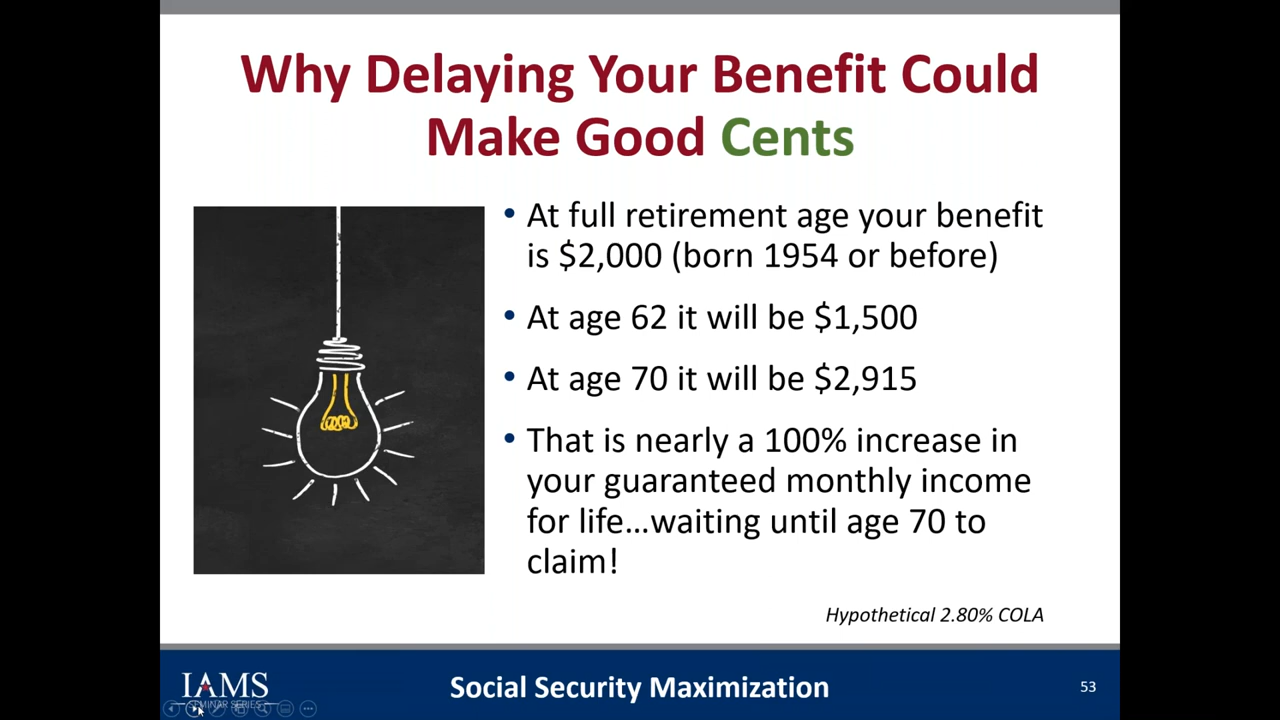 Why Delaying Your Benefit Could
Make Good Cents
• At full retirement age your benefit
is $2,000 (born 1954 or before)
• At age 62 it will be $1,500
• At age 70 it will be $2,915
• That is nearly a 100% increase in
your guaranteed monthly income
for life...waiting until age 70 to
claim!
Hypothetical 2.80% COLA
IAMS
SEMINAR SERIES
Social Security Maximization
53